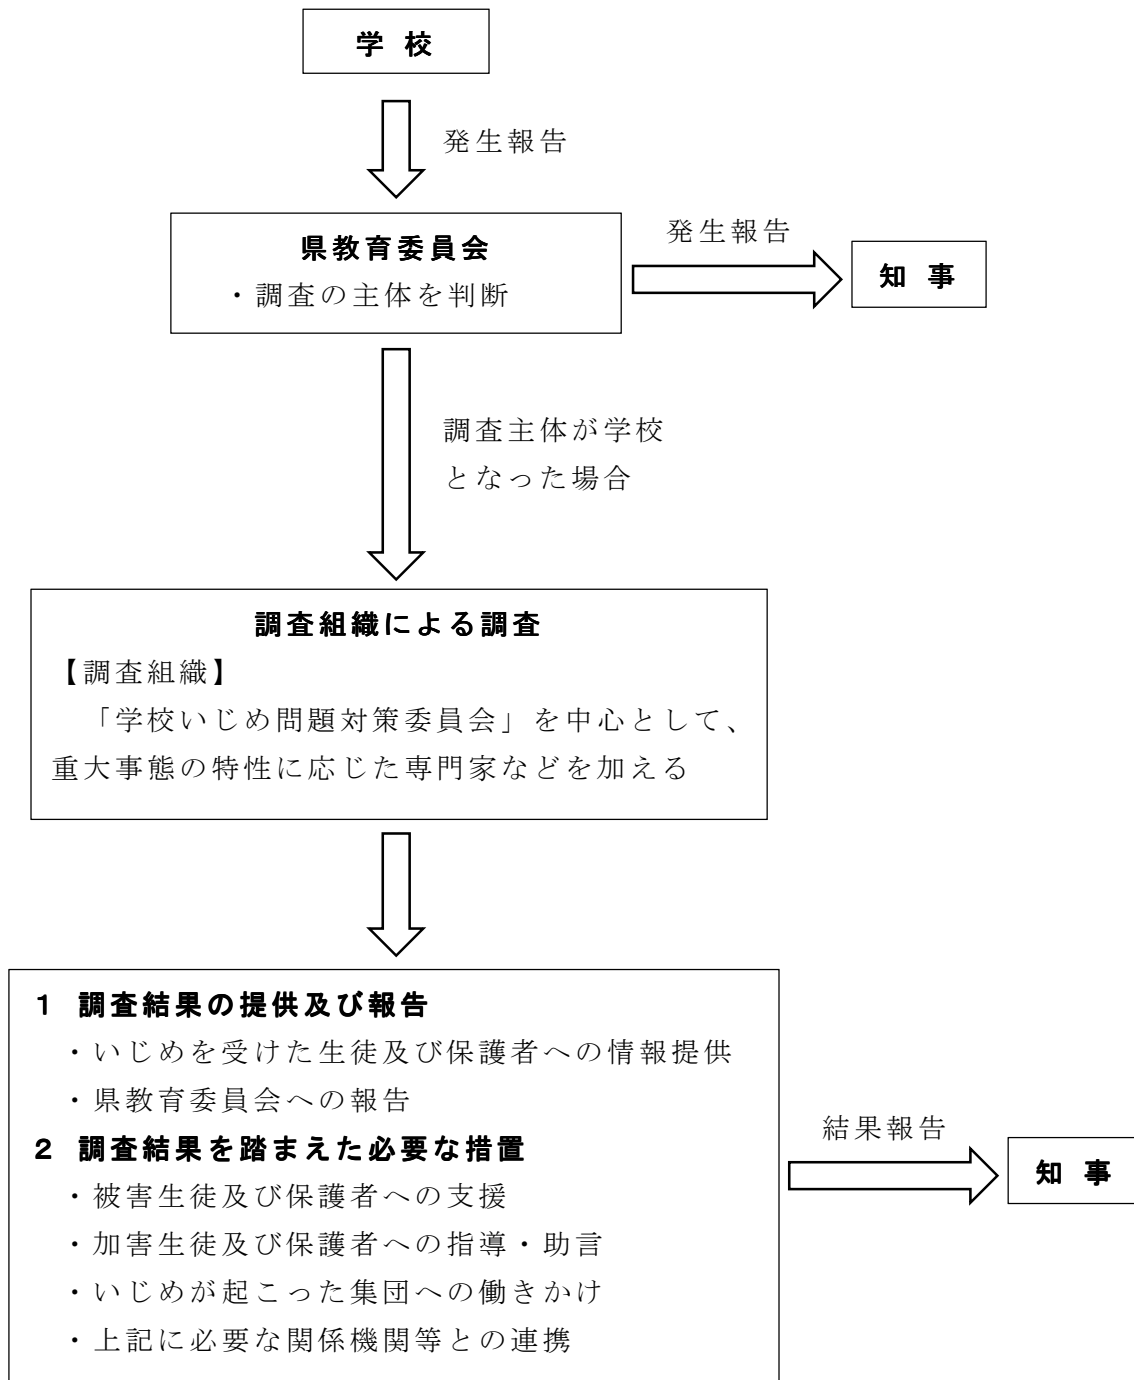 学校
発生報告
県教育委員会
・調査の主体を判断
発生報告
知事
調査主体が学校
となった場合
調査組織による調査
【調査組織】
「学校いじめ問題対策委員会」を中心として、
重大事態の特性に応じた専門家などを加える
1 調査結果の提供及び報告
・いじめを受けた生徒及び保護者への情報提供
・県教育委員会への報告
2 調査結果を踏まえた必要な措置
・被害生徒及び保護者への支援
・加害生徒及び保護者への指導・助言
・いじめが起こった集団への働きかけ
・上記に必要な関係機関等との連携
結果報告
知事